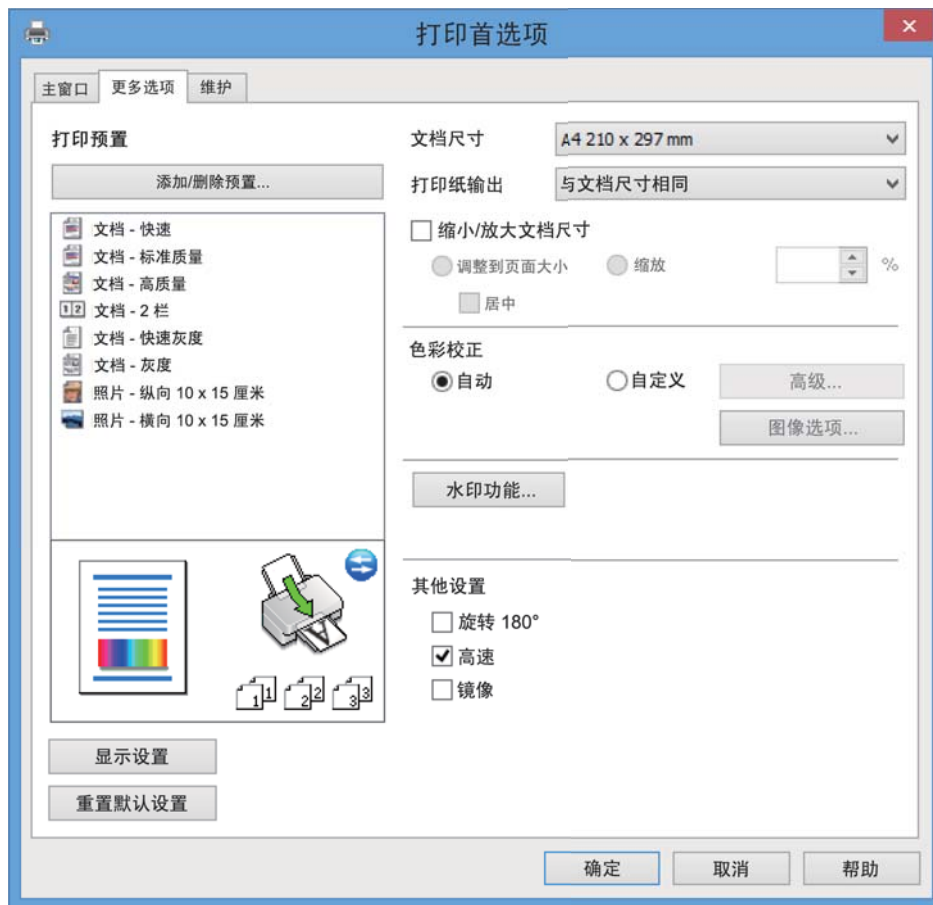 打印首选项
主窗口 更多选项 维护
打印预置
添加/删除预置...
文档 - 快速
文档 - 标准质量
文档 - 高质量
1 2 文档 - 2 栏
文档 - 快速灰度
文档 - 灰度
照片 - 纵向 10 x 15 厘米
照片 - 横向 10 x 15 厘米
1 1 2 2 3 3
显示设置
重置默认设置
文档尺寸 A4 210 x 297 mm
打印纸输出 与文档尺寸相同
缩小/放大文档尺寸
调整到页面大小 缩放 %
居中
色彩校正
自动 自定义 高级...
图像选项...
水印功能...
其他设置
旋转 180°
高速
镜像
确定 取消 帮助